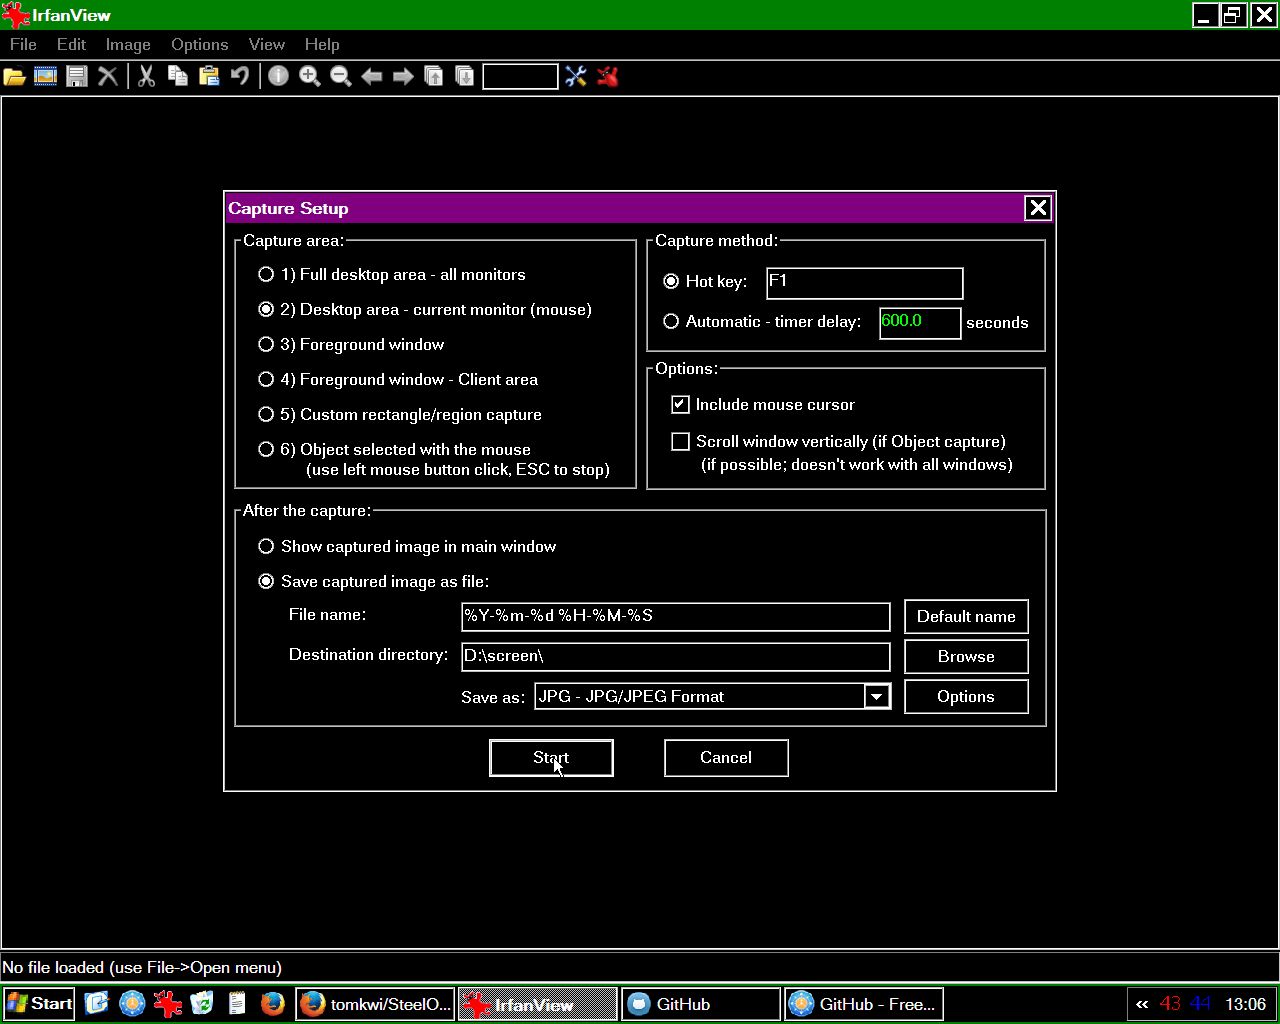 IrfanView
File Edit Image Options View Help
Capture Setup
Capture area:
1) Full desktop area - all monitors
2) Desktop area - current monitor (mouse)
3) Foreground window
4) Foreground window - Client area
5) Custom rectangle/region capture
6) Object selected with the mouse
(use left mouse button click, ESC to stop)
Capture method:
Hot key: F1
Automatic - timer delay: 600.0 seconds
Options:
Include mouse cursor
Scroll window vertically (if Object capture)
(if possible; doesn't work with all windows)
After the capture:
Show captured image in main window
Save captured image as file:
File name: %Y-%m-%d %H-%M-%S Default name
Destination directory: D:\screen\ Browse
Save as: JPG - JPG/JPEG Format Options
Start Cancel
No file loaded (use File->Open menu)
Start tomkwi/SteelO... IrfanView GitHub GitHub - Free... « 43 44 13:06